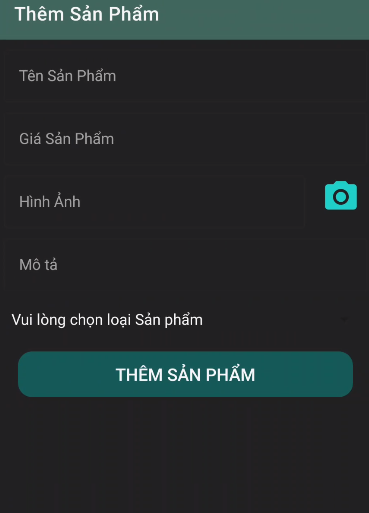 Thêm Sản Phẩm
Tên Sản Phẩm
Giá Sản Phẩm
Hình Ảnh
Mô tả
Vui lòng chọn loại Sản phẩm
THÊM SẢN PHẨM